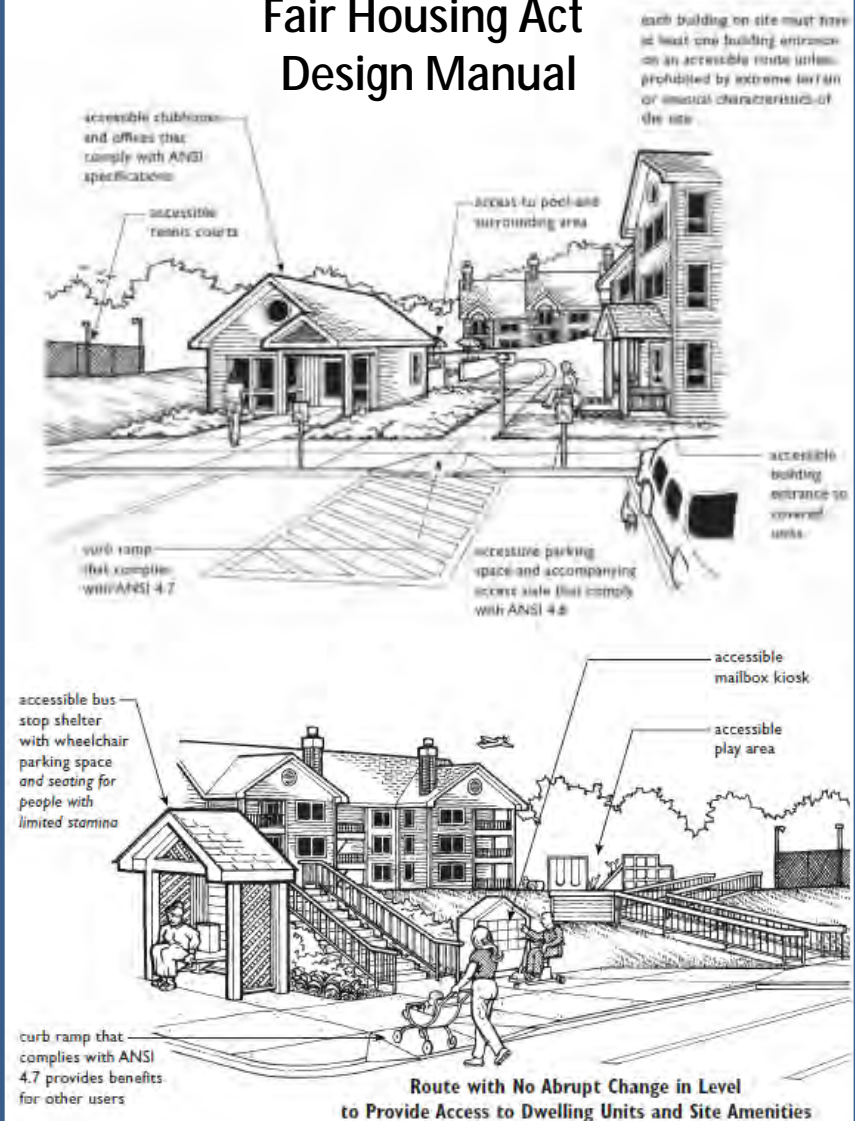 Fair Housing Act
Design Manual
each building on site must have
at least one building entrance
on an accessible route unless
prohibited by extreme terrain
or unusual characteristics of
the site
accessible clubhouse
and offices that
comply with ANSI
specifications
accessible
tennis courts
access to pool and
surrounding area
accessible
building
entrance to
covered
units
curb ramp
that complies
with ANSI 4.7
accessible parking
space and accompanying
access aisle that comply
with ANSI 4.6
accessible
mailbox kiosk
accessible
play area
accessible bus
stop shelter
with wheelchair
parking space
and seating for
people with
limited stamina
curb ramp that
complies with ANSI
4.7 provides benefits
for other users
Route with No Abrupt Change in Level
to Provide Access to Dwelling Units and Site Amenities